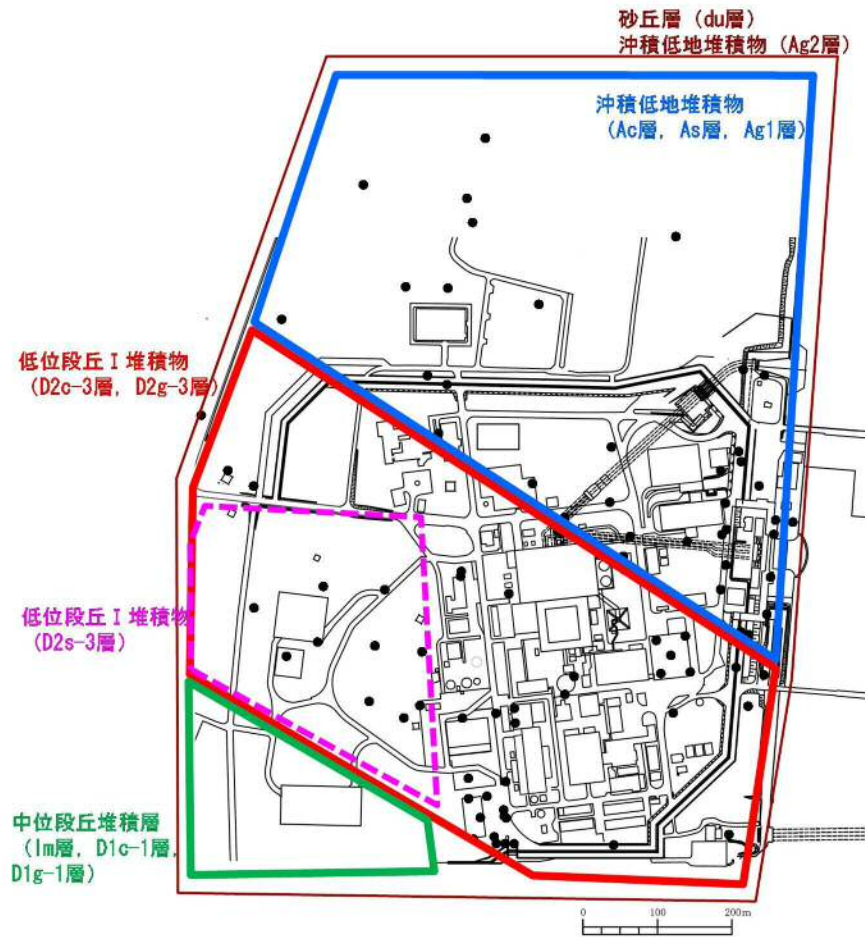 砂丘層（du層）
沖積低地堆積物（Ag2層）
沖積低地堆積物
（Ac層，As層，Ag1層）
低位段丘Ⅰ堆積物
（D2c-3層，D2g-3層）
低位段丘Ⅰ堆積物
（D2s-3層）
中位段丘堆積層
（lm層，D1c-1層，
D1g-1層）
0 100 200m